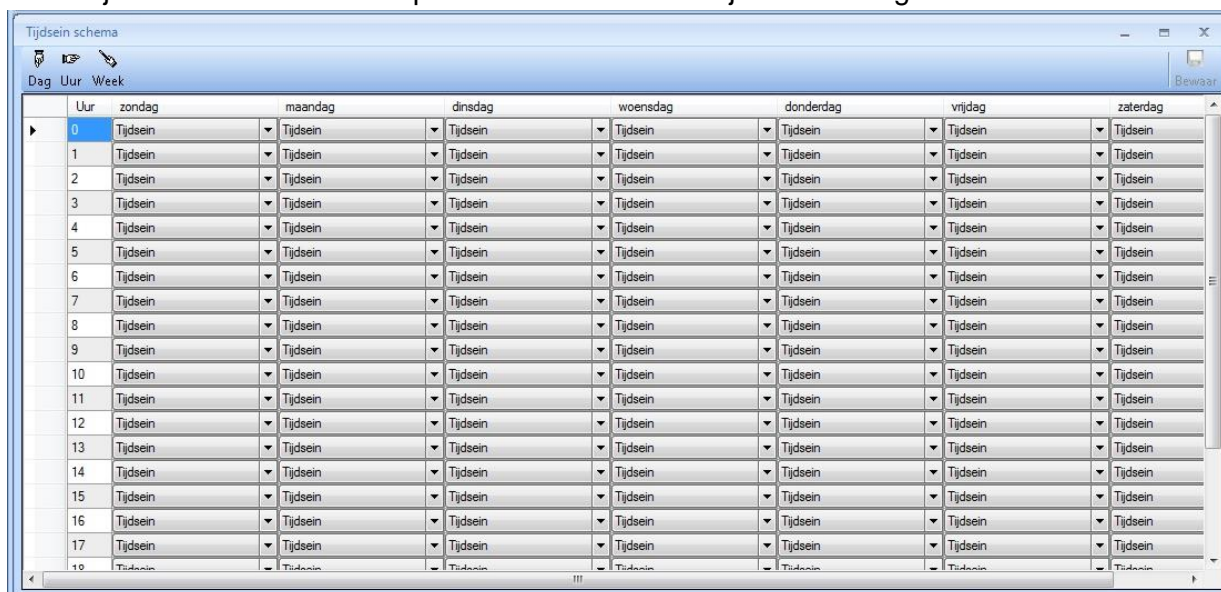 Tijdsein schema
Dag Uur Week Bewaar
Uur zondag maandag dinsdag woensdag donderdag vrijdag zaterdag
0 Tijdsein Tijdsein Tijdsein Tijdsein Tijdsein Tijdsein Tijdsein
1 Tijdsein Tijdsein Tijdsein Tijdsein Tijdsein Tijdsein Tijdsein
2 Tijdsein Tijdsein Tijdsein Tijdsein Tijdsein Tijdsein Tijdsein
3 Tijdsein Tijdsein Tijdsein Tijdsein Tijdsein Tijdsein Tijdsein
4 Tijdsein Tijdsein Tijdsein Tijdsein Tijdsein Tijdsein Tijdsein
5 Tijdsein Tijdsein Tijdsein Tijdsein Tijdsein Tijdsein Tijdsein
6 Tijdsein Tijdsein Tijdsein Tijdsein Tijdsein Tijdsein Tijdsein
7 Tijdsein Tijdsein Tijdsein Tijdsein Tijdsein Tijdsein Tijdsein
8 Tijdsein Tijdsein Tijdsein Tijdsein Tijdsein Tijdsein Tijdsein
9 Tijdsein Tijdsein Tijdsein Tijdsein Tijdsein Tijdsein Tijdsein
10 Tijdsein Tijdsein Tijdsein Tijdsein Tijdsein Tijdsein Tijdsein
11 Tijdsein Tijdsein Tijdsein Tijdsein Tijdsein Tijdsein Tijdsein
12 Tijdsein Tijdsein Tijdsein Tijdsein Tijdsein Tijdsein Tijdsein
13 Tijdsein Tijdsein Tijdsein Tijdsein Tijdsein Tijdsein Tijdsein
14 Tijdsein Tijdsein Tijdsein Tijdsein Tijdsein Tijdsein Tijdsein
15 Tijdsein Tijdsein Tijdsein Tijdsein Tijdsein Tijdsein Tijdsein
16 Tijdsein Tijdsein Tijdsein Tijdsein Tijdsein Tijdsein Tijdsein
17 Tijdsein Tijdsein Tijdsein Tijdsein Tijdsein Tijdsein Tijdsein
18 Tijdsein Tijdsein Tijdsein Tijdsein Tijdsein Tijdsein Tijdsein